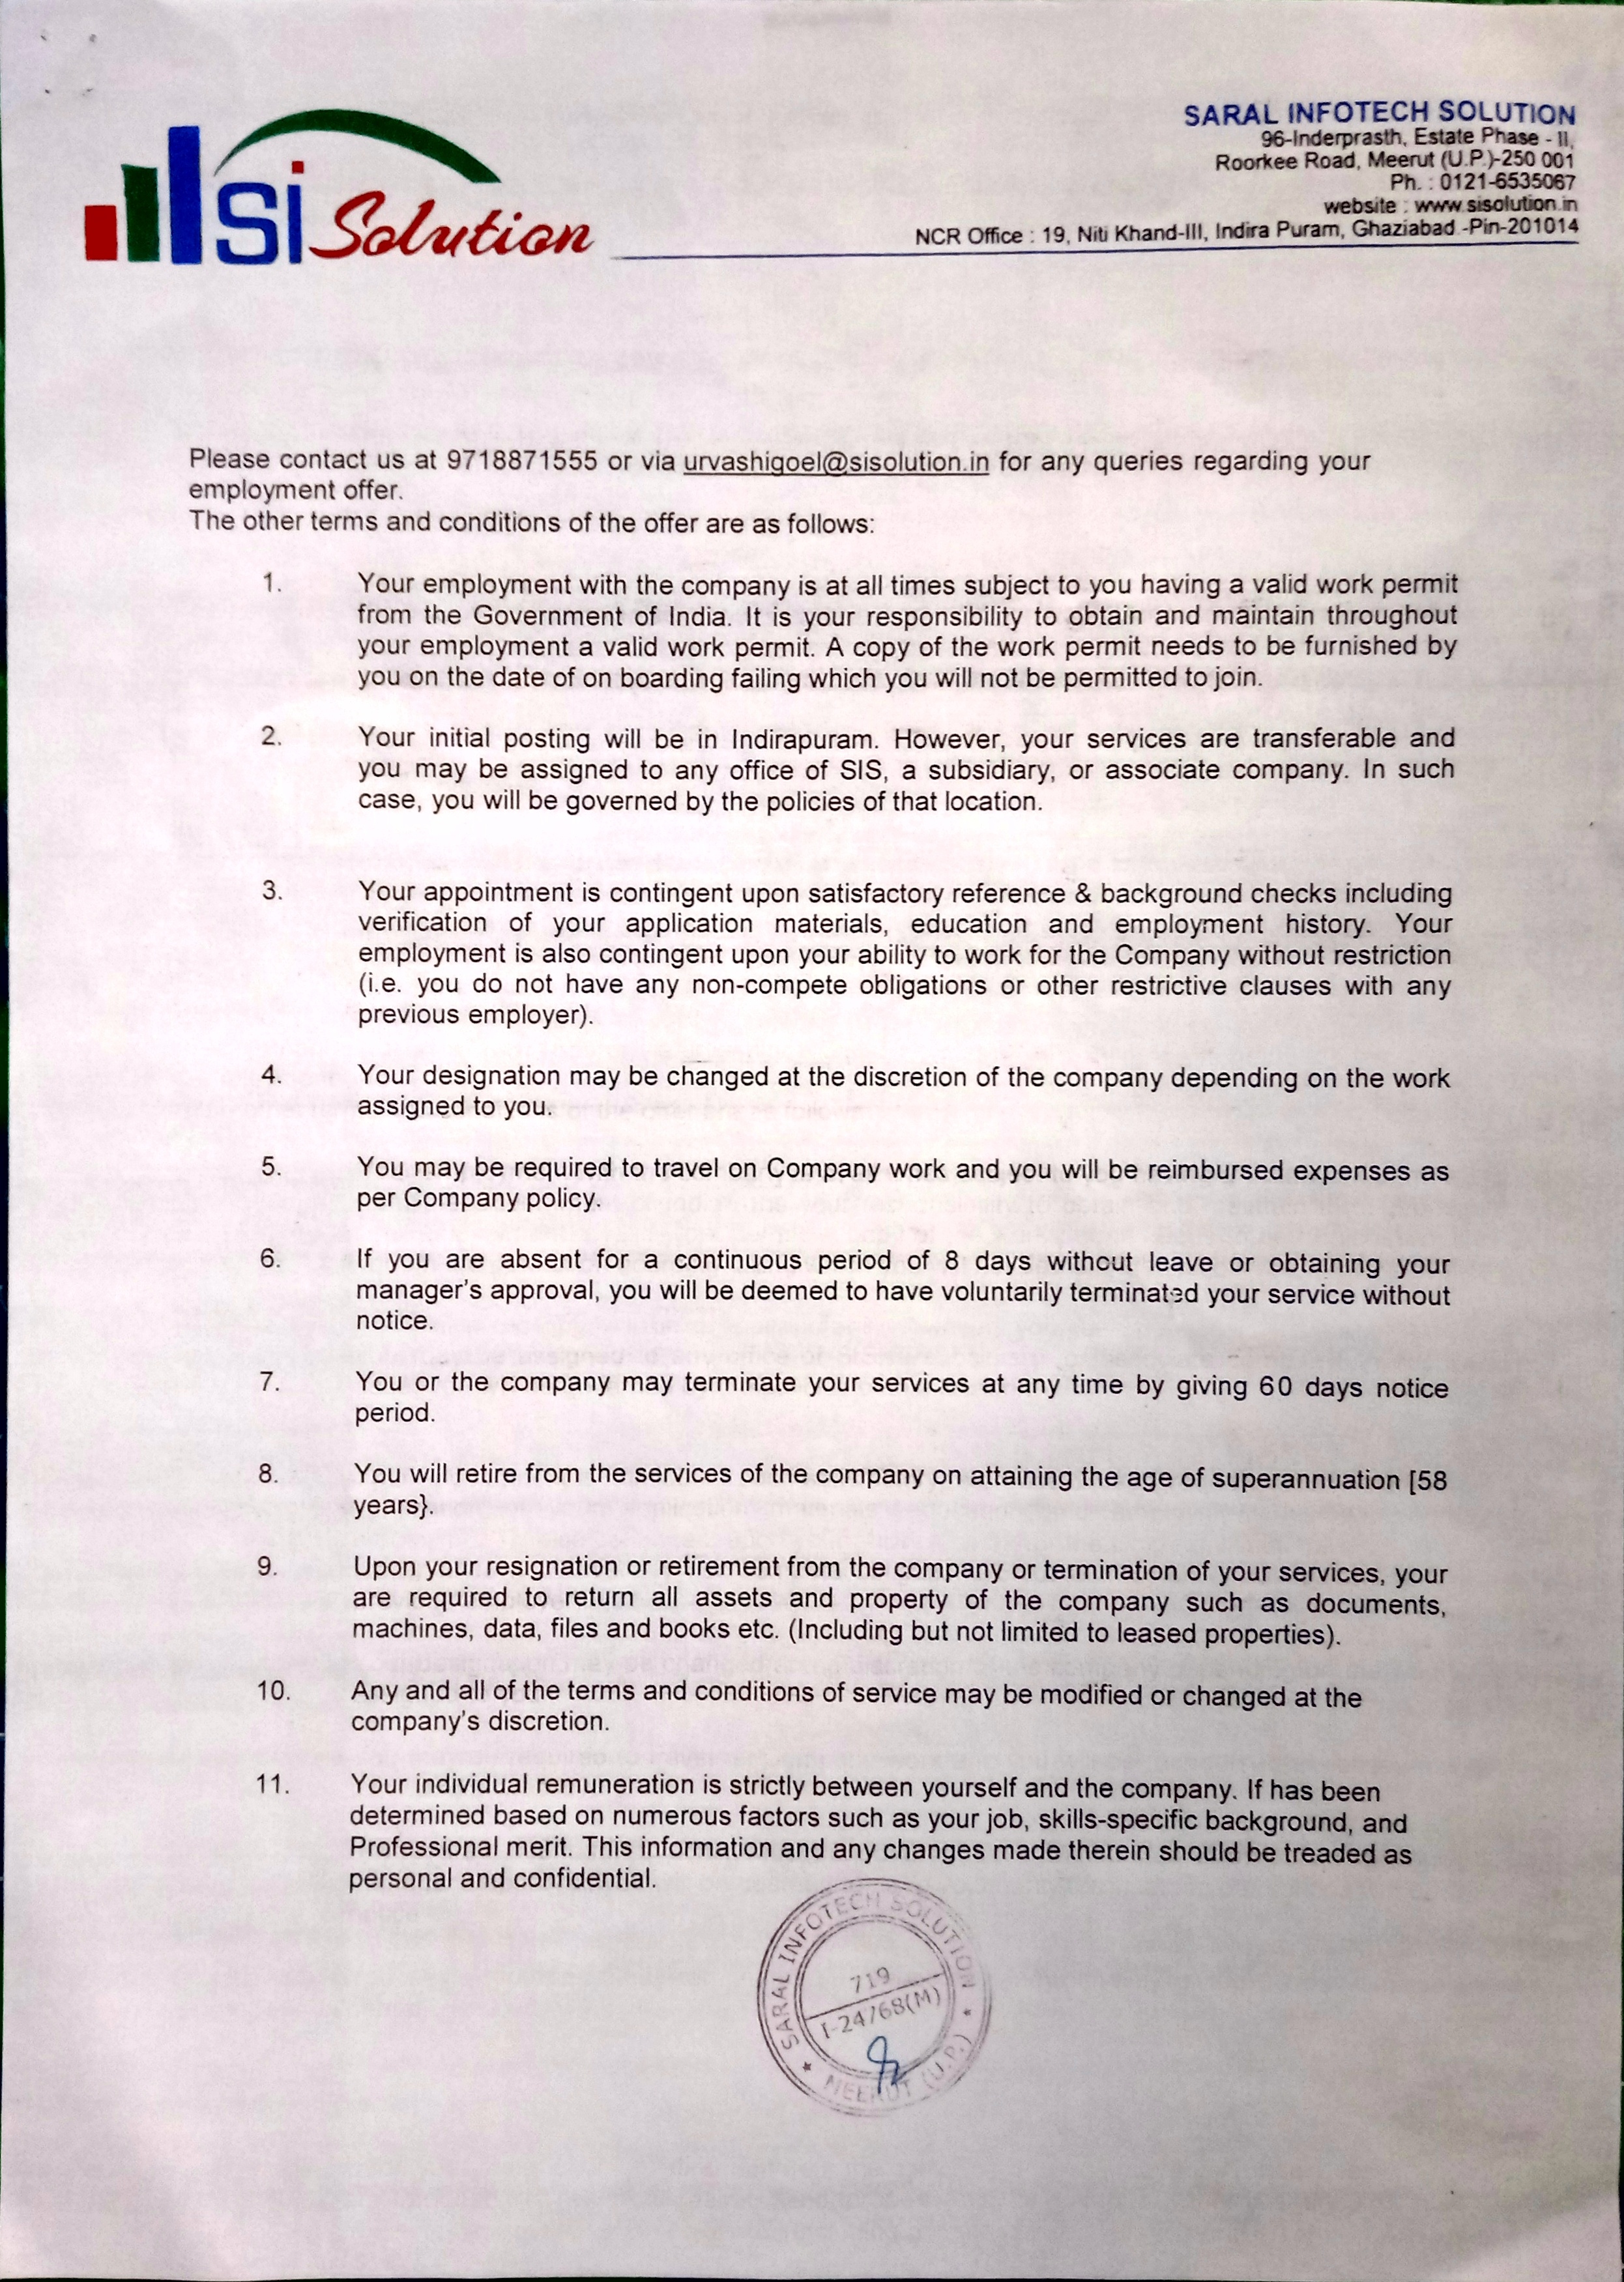 si Solution
SARAL INFOTECH SOLUTION
96-Inderprasth, Estate Phase - II,
Roorkee Road, Meerut (U.P.)-250 001
Ph. : 0121-6535067
website : www.sisolution.in
NCR Office : 19, Niti Khand-III, Indira Puram, Ghaziabad.-Pin-201014
Please contact us at 9718871555 or via urvashigoel@sisolution.in for any queries regarding your
employment offer.
The other terms and conditions of the offer are as follows:
1. Your employment with the company is at all times subject to you having a valid work permit
from the Government of India. It is your responsibility to obtain and maintain throughout
your employment a valid work permit. A copy of the work permit needs to be furnished by
you on the date of on boarding failing which you will not be permitted to join.
2. Your initial posting will be in Indirapuram. However, your services are transferable and
you may be assigned to any office of SIS, a subsidiary, or associate company. In such
case, you will be governed by the policies of that location.
3. Your appointment is contingent upon satisfactory reference & background checks including
verification of your application materials, education and employment history. Your
employment is also contingent upon your ability to work for the Company without restriction
(i.e. you do not have any non-compete obligations or other restrictive clauses with any
previous employer).
4. Your designation may be changed at the discretion of the company depending on the work
assigned to you.
5. You may be required to travel on Company work and you will be reimbursed expenses as
per Company policy.
6. If you are absent for a continuous period of 8 days without leave or obtaining your
manager's approval, you will be deemed to have voluntarily terminated your service without
notice.
7. You or the company may terminate your services at any time by giving 60 days notice
period.
8. You will retire from the services of the company on attaining the age of superannuation [58
years}.
9. Upon your resignation or retirement from the company or termination of your services, your
are required to return all assets and property of the company such as documents,
machines, data, files and books etc. (Including but not limited to leased properties).
10. Any and all of the terms and conditions of service may be modified or changed at the
company's discretion.
11. Your individual remuneration is strictly between yourself and the company. If has been
determined based on numerous factors such as your job, skills-specific background, and
Professional merit. This information and any changes made therein should be treaded as
personal and confidential.
SARAL INFOTECH SOLUTION
719
I-24768(M)
MEERUT (U.P.)